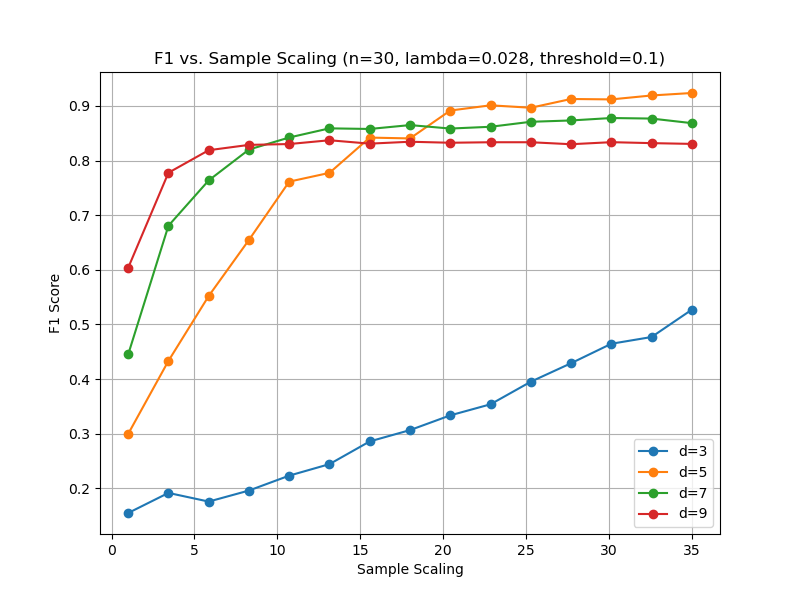 F1 vs. Sample Scaling (n=30, lambda=0.028, threshold=0.1)
F1 Score
0.9
0.8
0.7
0.6
0.5
0.4
0.3
0.2
d=3
d=5
d=7
d=9
0 5 10 15 20 25 30 35
Sample Scaling